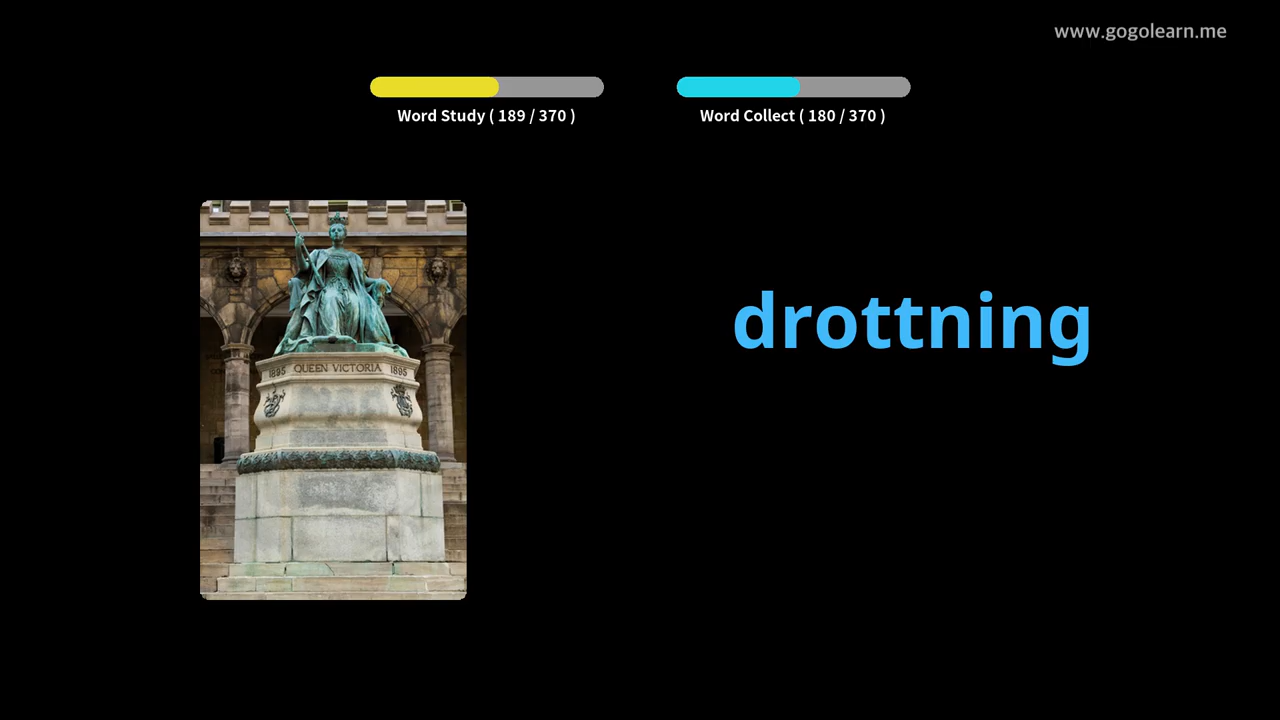 www.gogolearn.me
Word Study ( 189 / 370 )
Word Collect ( 180 / 370 )
drottning
1895 QUEEN VICTORIA 1895